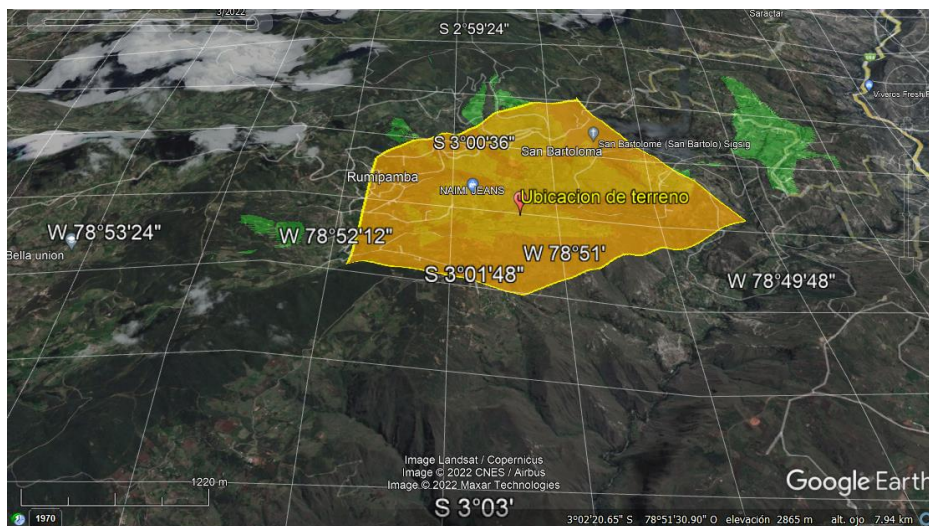 3/2022
Saractar
S 2°59'24"
Viveros Fresh F
S 3°00'36"
San Bartoloma
San Bartolomé (San Bartolo) Sigsig
Rumipamba
NAIMI JEANS
Ubicacion de terreno
W 78°53'24"
W 78°52'12"
W 78°51'
Bella union
S 3°01'48"
W 78°49'48"
Image Landsat / Copernicus
Image © 2022 CNES / Airbus
Image © 2022 Maxar Technologies
1220 m
Google Earth
S 3°03'
1970
3°02'20.65" S 78°51'30.90" O elevación 2865 m alt. ojo 7.94 km